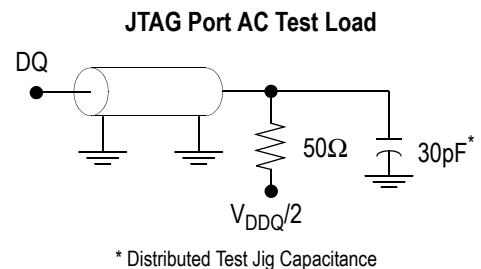 JTAG Port AC Test Load
DQ
50Ω
30pF*
VDDQ/2
* Distributed Test Jig Capacitance